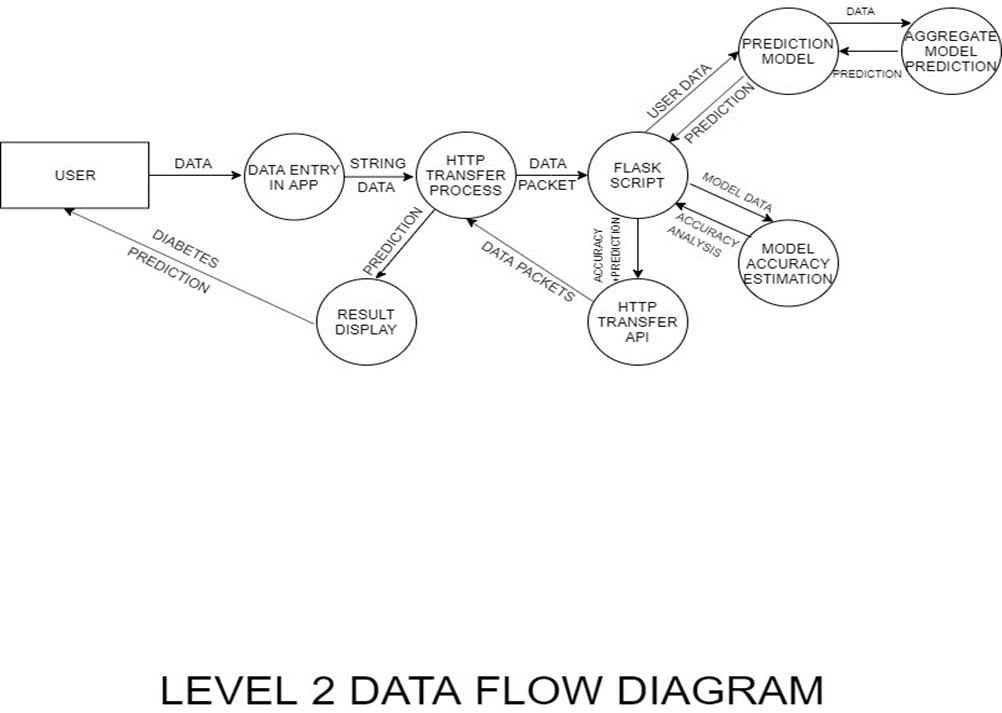 DATA
PREDICTION
MODEL
AGGREGATE
MODEL
PREDICTION
PREDICTION
USER DATA
PREDICTION
USER
DATA
DATA ENTRY
IN APP
STRING
DATA
HTTP
TRANSFER
PROCESS
DATA
PACKET
FLASK
SCRIPT
MODEL DATA
ACCURACY
ANALYSIS
MODEL
ACCURACY
ESTIMATION
DIABETES
PREDICTION
PREDICTION
RESULT
DISPLAY
DATA PACKETS
ACCURACY
+PREDICTION
HTTP
TRANSFER
API
LEVEL 2 DATA FLOW DIAGRAM